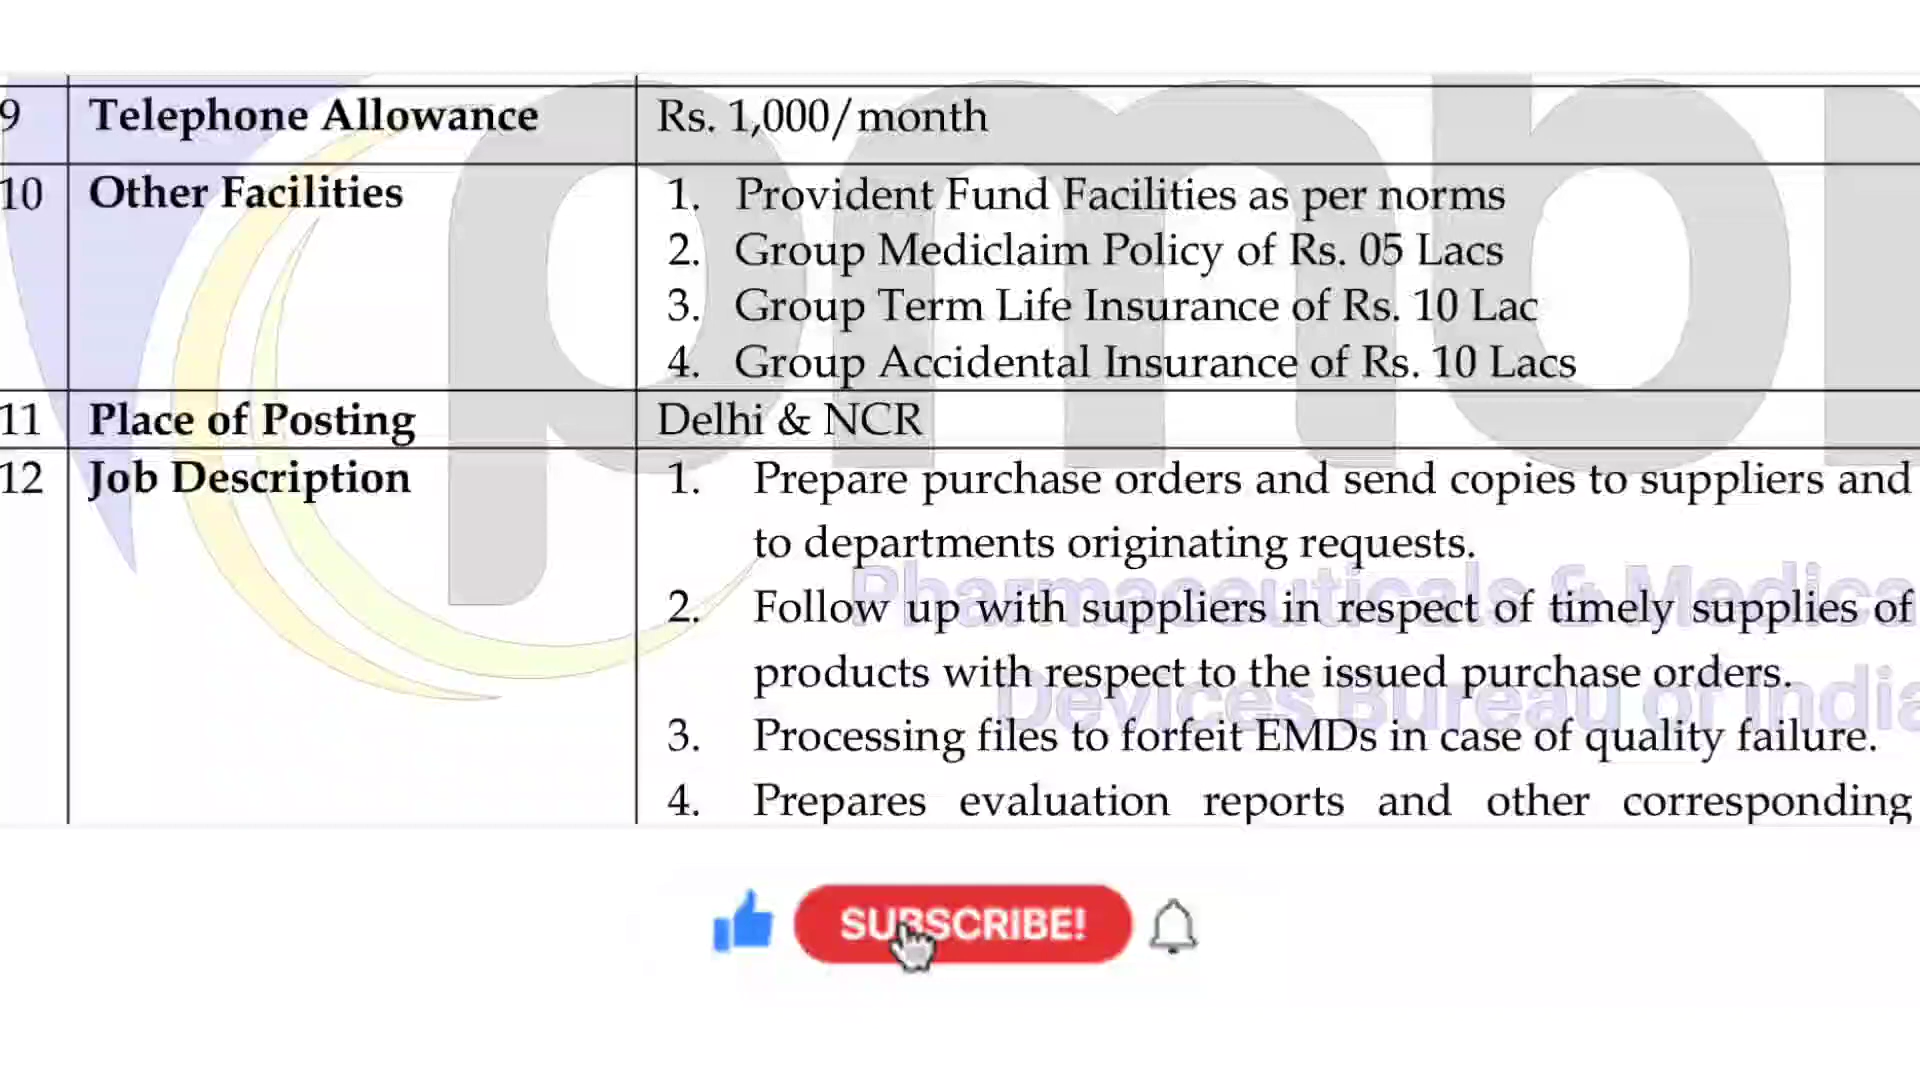 9 Telephone Allowance Rs. 1,000/month
10 Other Facilities 1. Provident Fund Facilities as per norms
2. Group Mediclaim Policy of Rs. 05 Lacs
3. Group Term Life Insurance of Rs. 10 Lac
4. Group Accidental Insurance of Rs. 10 Lacs
11 Place of Posting Delhi & NCR
12 Job Description 1. Prepare purchase orders and send copies to suppliers and
to departments originating requests.
Pharmaceuticals & Medica
2. Follow up with suppliers in respect of timely supplies of
products with respect to the issued purchase orders.
Devices Bureau of India
3. Processing files to forfeit EMDs in case of quality failure.
4. Prepares evaluation reports and other corresponding
SUBSCRIBE!